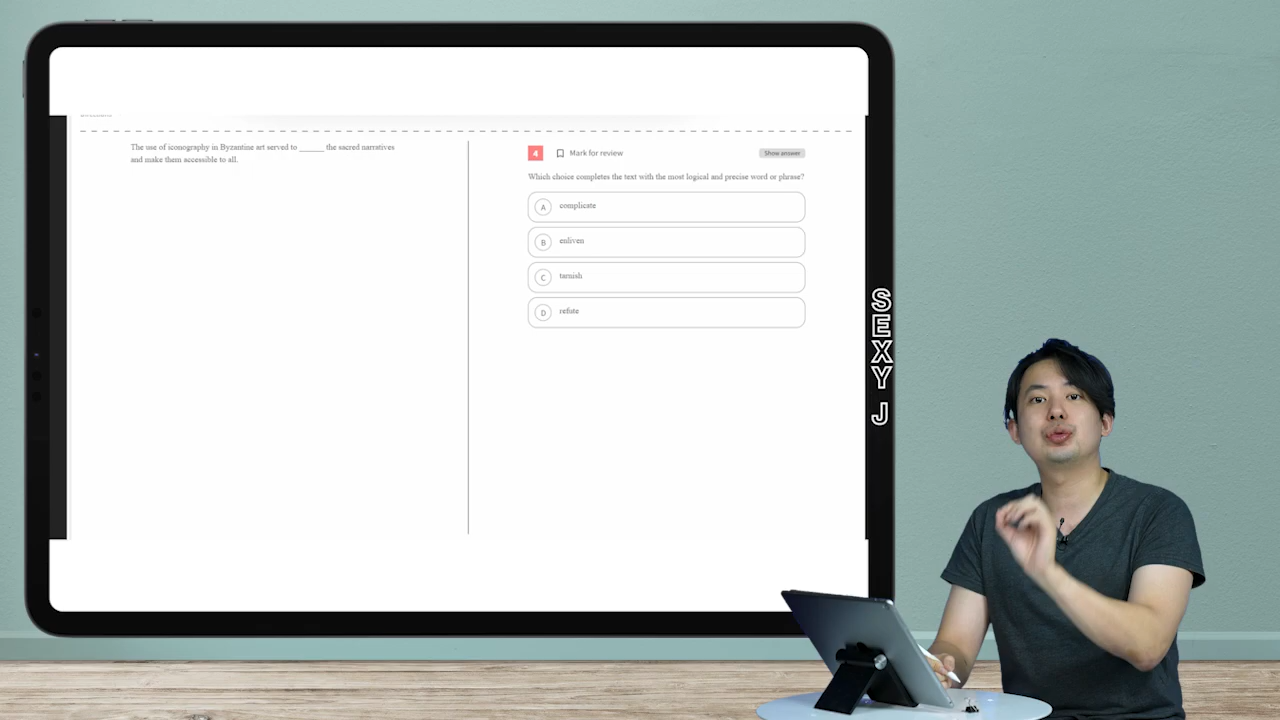 The use of iconography in Byzantine art served to ______ the sacred narratives
and make them accessible to all.
4 Mark for review Show answer
Which choice completes the text with the most logical and precise word or phrase?
A complicate
B enliven
C tarnish
D refute
SEXY J